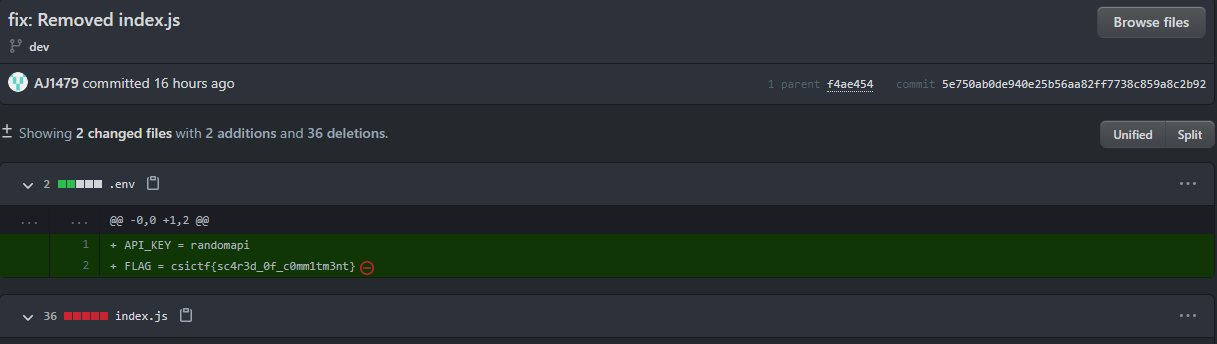 fix: Removed index.js
Browse files
dev
AJ1479 committed 16 hours ago
1 parent f4ae454 commit 5e750ab0de940e25b56aa82ff7738c859a8c2b92
Showing 2 changed files with 2 additions and 36 deletions.
Unified Split
2 .env
... ... @@ -0,0 +1,2 @@
1 + API_KEY = randomapi
2 + FLAG = csictf{sc4r3d_0f_c0mm1tm3nt}
36 index.js